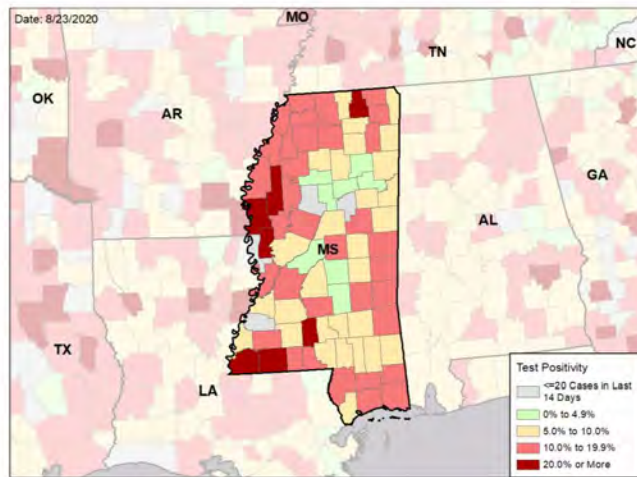 Date: 8/23/2020
MO
NC
TN
OK
AR
GA
AL
MS
TX
LA
Test Positivity
<=20 Cases in Last
14 Days
0% to 4.9%
5.0% to 10.0%
10.0% to 19.9%
20.0% or More